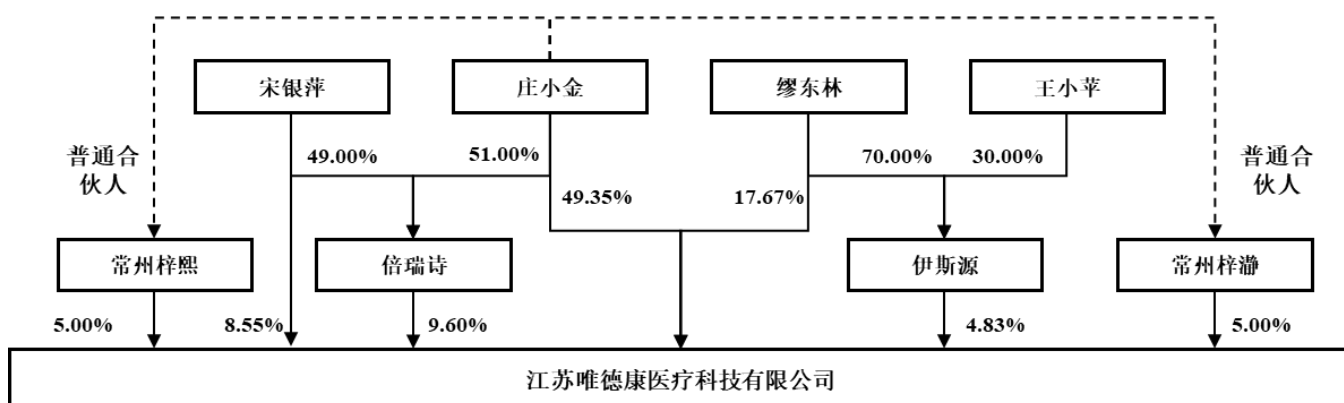 宋银萍
庄小金
缪东林
王小苹
普通合
伙人
49.00%
51.00%
70.00%
30.00%
普通合
伙人
49.35%
17.67%
常州梓熙
倍瑞诗
伊斯源
常州梓瀞
5.00%
8.55%
9.60%
4.83%
5.00%
江苏唯德康医疗科技有限公司